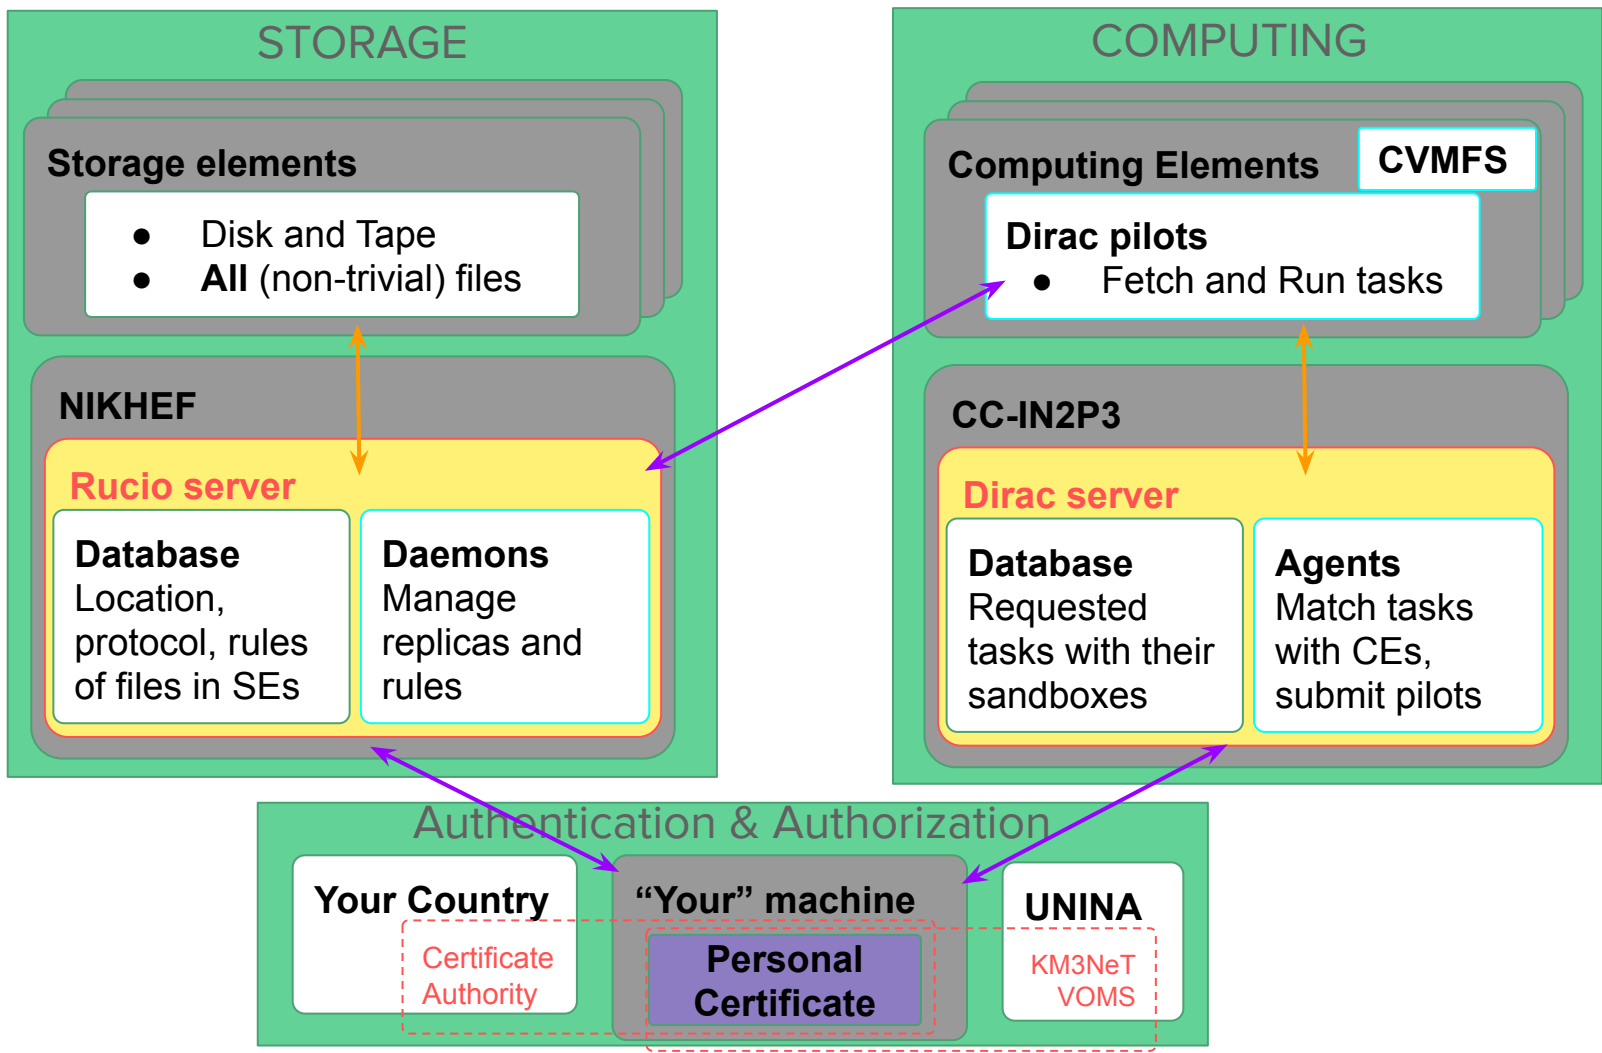 STORAGE
Storage elements
● Disk and Tape
● All (non-trivial) files
NIKHEF
Rucio server
Database
Location,
protocol, rules
of files in SEs
Daemons
Manage
replicas and
rules
COMPUTING
Computing Elements
CVMFS
Dirac pilots
● Fetch and Run tasks
CC-IN2P3
Dirac server
Database
Requested
tasks with their
sandboxes
Agents
Match tasks
with CEs,
submit pilots
Authentication & Authorization
Your Country
Certificate
Authority
“Your” machine
Personal
Certificate
UNINA
KM3NeT
VOMS